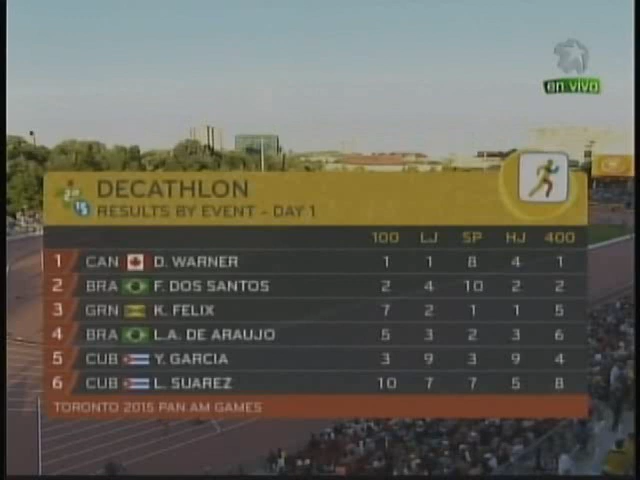 en vivo
DECATHLON
RESULTS BY EVENT - DAY 1
100 LJ SP HJ 400
1 CAN D. WARNER 1 1 8 4 1
2 BRA F. DOS SANTOS 2 4 10 2 2
3 GRN K. FELIX 7 2 1 1 5
4 BRA L.A. DE ARAUJO 5 3 2 3 6
5 CUB Y. GARCIA 3 9 3 9 4
6 CUB L. SUAREZ 10 7 7 5 8
TORONTO 2015 PAN AM GAMES